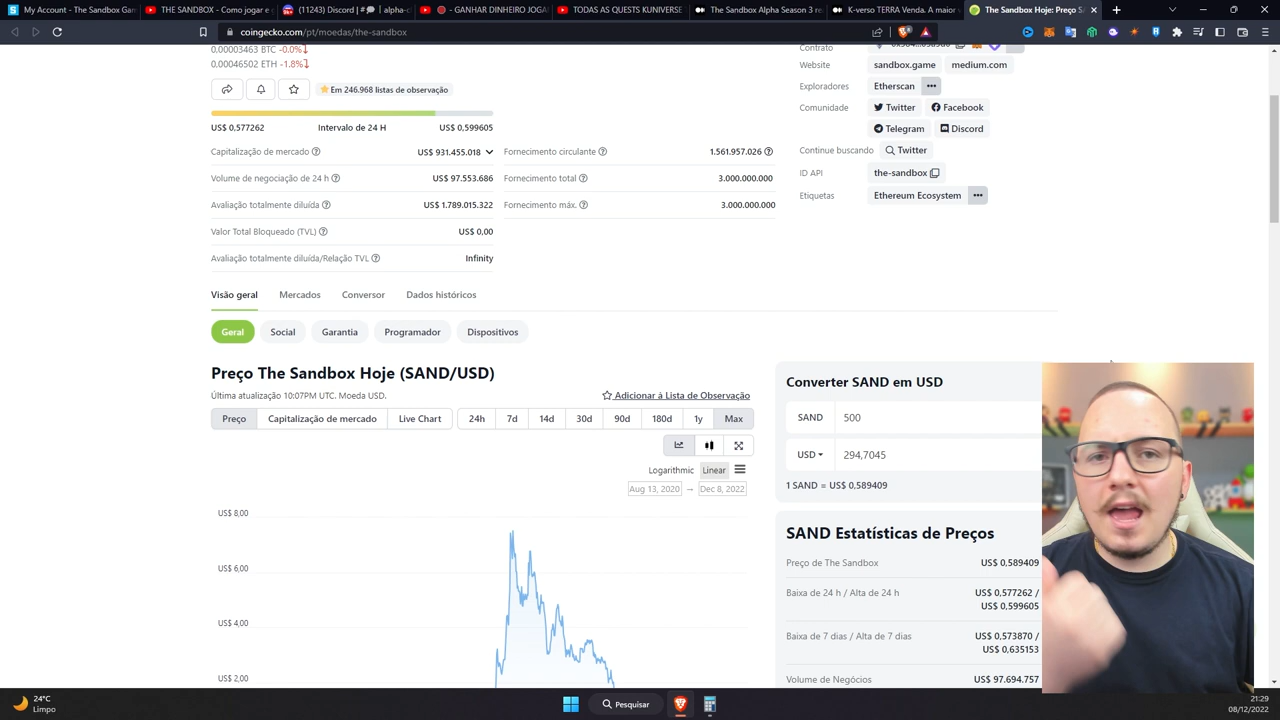 My Account - The Sandbox Gam
THE SANDBOX - Como jogar e
(11243) Discord | #
| alpha-c
- GANHAR DINHEIRO JOGA
TODAS AS QUESTS KUNIVERSE
The Sandbox Alpha Season 3 re
K-verso TERRA Venda. A maior v
The Sandbox Hoje: Preço S
coingecko.com/pt/moedas/the-sandbox
0,00003463 BTC -0.0%
0,00046502 ETH -1.8%
Em 246.968 listas de observação
US$ 0,577262 Intervalo de 24 H US$ 0,599605
Capitalização de mercado US$ 931.455.018
Volume de negociação de 24 h US$ 97.553.686
Avaliação totalmente diluída US$ 1.789.015.322
Valor Total Bloqueado (TVL) US$ 0,00
Avaliação totalmente diluída/Relação TVL Infinity
Fornecimento circulante 1.561.957.026
Fornecimento total 3.000.000.000
Fornecimento máx. 3.000.000.000
Contrato
Website sandbox.game medium.com
Exploradores Etherscan
Comunidade Twitter Facebook
Telegram Discord
Continue buscando Twitter
ID API the-sandbox
Etiquetas Ethereum Ecosystem
Visão geral Mercados Conversor Dados históricos
Geral Social Garantia Programador Dispositivos
Preço The Sandbox Hoje (SAND/USD)
Última atualização 10:07PM UTC. Moeda USD.
Adicionar à Lista de Observação
Preço Capitalização de mercado Live Chart 24h 7d 14d 30d 90d 180d 1y Max
Logarithmic Linear
Aug 13, 2020 → Dec 8, 2022
US$ 8,00
US$ 6,00
US$ 4,00
US$ 2,00
Converter SAND em USD
SAND 500
USD 294,7045
1 SAND = US$ 0,589409
SAND Estatísticas de Preços
Preço de The Sandbox US$ 0,589409
Baixa de 24 h / Alta de 24 h US$ 0,577262 /
US$ 0,599605
Baixa de 7 dias / Alta de 7 dias US$ 0,573870 /
US$ 0,635153
Volume de Negócios US$ 97.694.757
24°C
Limpo
Pesquisar
21:29
08/12/2022